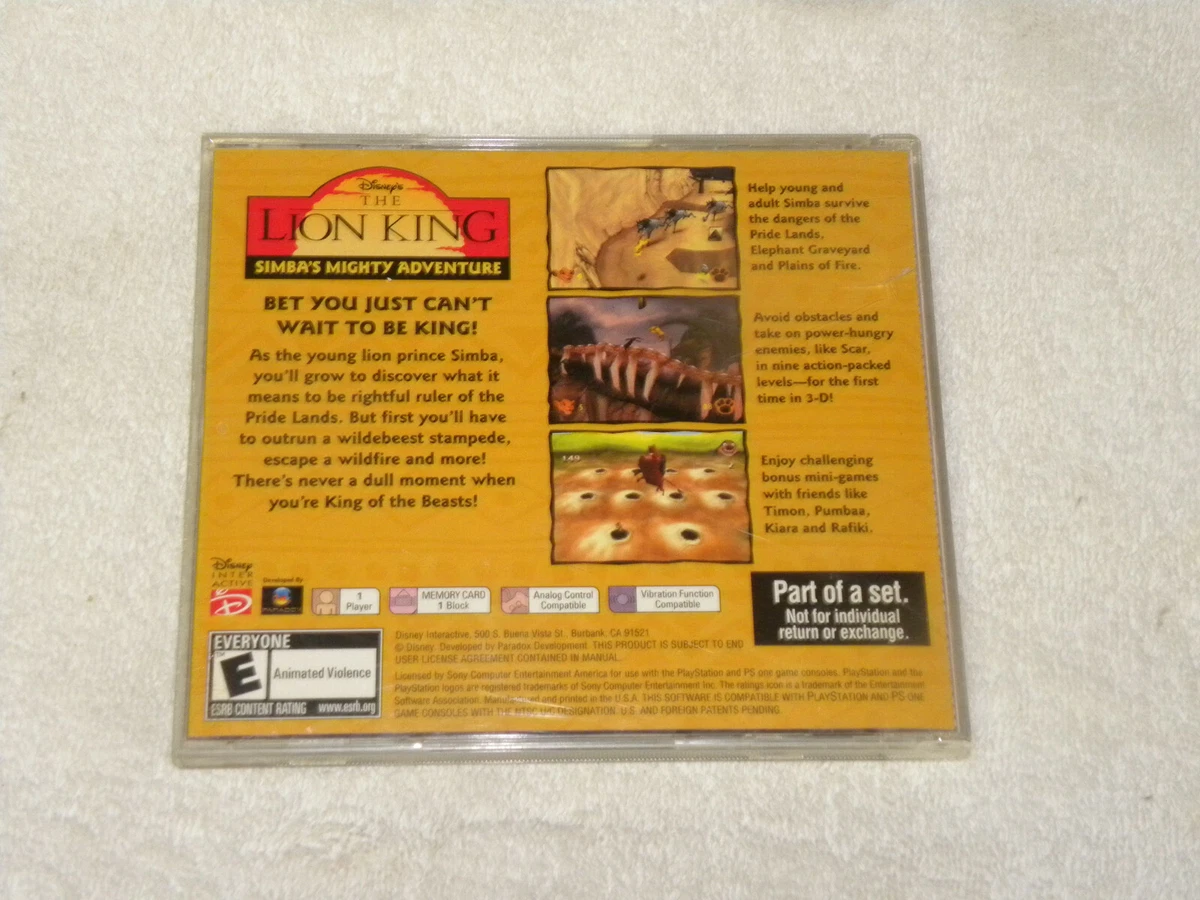 Disney's
THE
LION KING
SIMBA'S MIGHTY ADVENTURE
BET YOU JUST CAN'T
WAIT TO BE KING!
As the young lion prince Simba,
you'll grow to discover what it
means to be rightful ruler of the
Pride Lands. But first you'll have
to outrun a wildebeest stampede,
escape a wildfire and more!
There's never a dull moment when
you're King of the Beasts!
Help young and
adult Simba survive
the dangers of the
Pride Lands,
Elephant Graveyard
and Plains of Fire.
Avoid obstacles and
take on power-hungry
enemies, like Scar,
in nine action-packed
levels—for the first
time in 3-D!
149
Enjoy challenging
bonus mini-games
with friends like
Timon, Pumbaa,
Kiara and Rafiki.
Disney
INTER
ACTIVE
Developed By
PARADOX
1
Player
MEMORY CARD
1 Block
Analog Control
Compatible
Vibration Function
Compatible
Part of a set.
Not for individual
return or exchange.
EVERYONE
E
Animated Violence
ESRB CONTENT RATING www.esrb.org
Disney Interactive, 500 S. Buena Vista St., Burbank, CA 91521
© Disney. Developed by Paradox Development. THIS PRODUCT IS SUBJECT TO END
USER LICENSE AGREEMENT CONTAINED IN MANUAL.
Licensed by Sony Computer Entertainment America for use with the PlayStation and PS one game consoles. PlayStation and the
PlayStation logos are registered trademarks of Sony Computer Entertainment Inc. The ratings icon is a trademark of the Entertainment
Software Association. Manufactured and printed in the U.S.A. THIS SOFTWARE IS COMPATIBLE WITH PLAYSTATION AND PS ONE
GAME CONSOLES WITH THE NTSC U/C DESIGNATION. U.S. AND FOREIGN PATENTS PENDING.